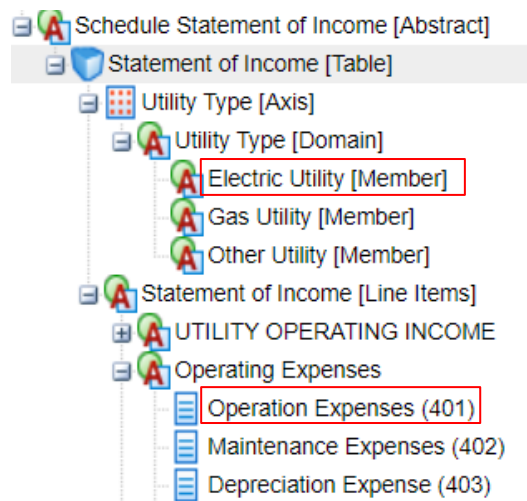 Schedule Statement of Income [Abstract]
Statement of Income [Table]
Utility Type [Axis]
Utility Type [Domain]
Electric Utility [Member]
Gas Utility [Member]
Other Utility [Member]
Statement of Income [Line Items]
UTILITY OPERATING INCOME
Operating Expenses
Operation Expenses (401)
Maintenance Expenses (402)
Depreciation Expense (403)